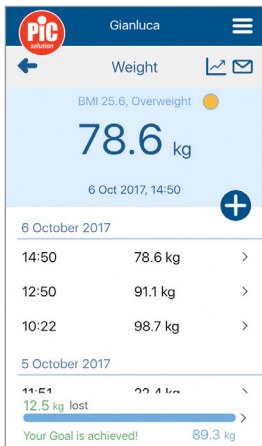 PiC
solution
Gianluca
Weight
BMI 25.6, Overweight
78.6 kg
6 Oct 2017, 14:50
6 October 2017
14:50 78.6 kg
12:50 91.1 kg
10:22 98.7 kg
5 October 2017
12.5 kg lost
Your Goal is achieved! 89.3 kg